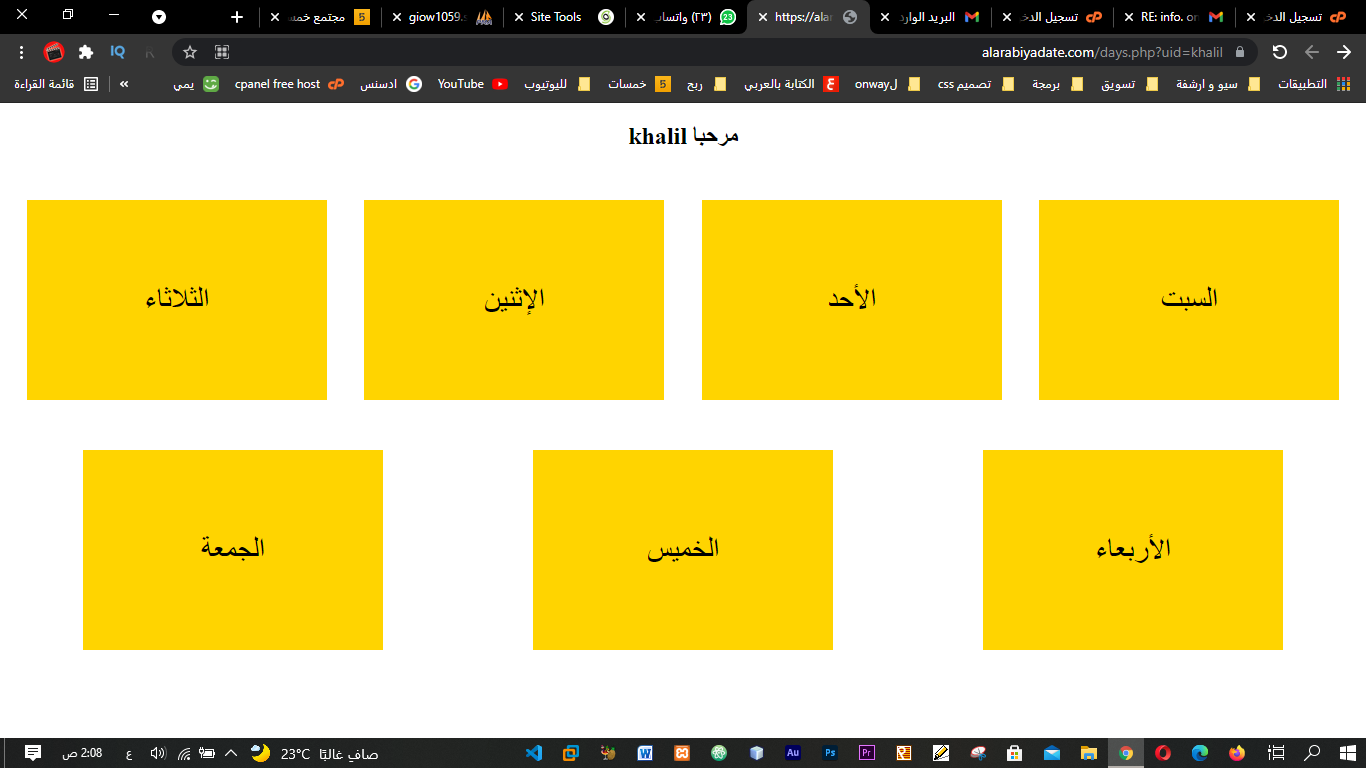 تسجيل الدخ
RE: info. on
تسجيل الدخ
البريد الوارد
https://alar
(٢٣) واتساب
Site Tools
giow1059.s
مجتمع خمس
alarabiyadate.com/days.php?uid=khalil
التطبيقات
سيو و ارشفة
تسويق
برمجة
تصميم css
لonway
الكتابة بالعربي
ربح
خمسات
لليوتيوب
YouTube
ادسنس
cpanel free host
يمي
»
قائمة القراءة
مرحبا khalil
السبت
الأحد
الإثنين
الثلاثاء
الأربعاء
الخميس
الجمعة
23°C صافٍ غالبًا
ع
2:08 ص